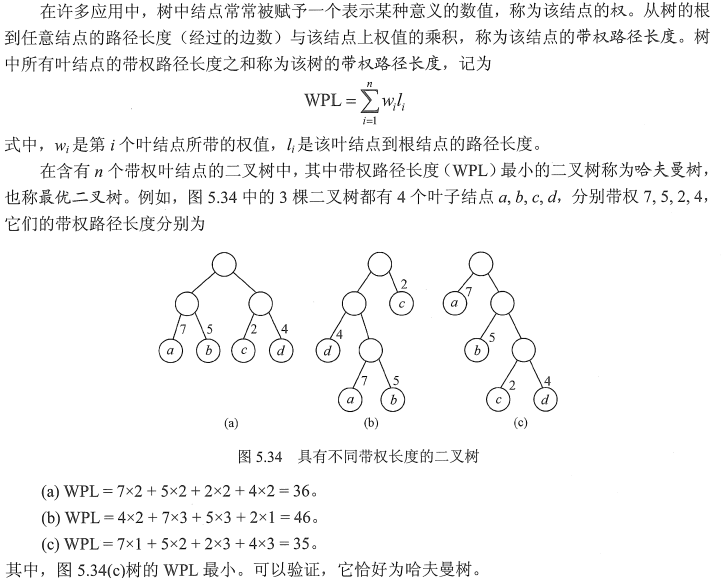 在许多应用中，树中结点常常被赋予一个表示某种意义的数值，称为该结点的权。从树的根
到任意结点的路径长度（经过的边数）与该结点上权值的乘积，称为该结点的带权路径长度。树
中所有叶结点的带权路径长度之和称为该树的带权路径长度，记为
WPL = \sum_{i=1}^{n} w_i l_i
式中，w_i 是第 i 个叶结点所带的权值，l_i 是该叶结点到根结点的路径长度。
在含有 n 个带权叶结点的二叉树中，其中带权路径长度（WPL）最小的二叉树称为哈夫曼树，
也称最优二叉树。例如，图 5.34 中的 3 棵二叉树都有 4 个叶子结点 a, b, c, d，分别带权 7, 5, 2, 4，
它们的带权路径长度分别为
7 5 2 4
a b c d
(a)
2
c
4
d
7 5
a b
(b)
7
a
5
b
2 4
c d
(c)
图 5.34 具有不同带权长度的二叉树
(a) WPL = 7×2 + 5×2 + 2×2 + 4×2 = 36。
(b) WPL = 4×2 + 7×3 + 5×3 + 2×1 = 46。
(c) WPL = 7×1 + 5×2 + 2×3 + 4×3 = 35。
其中，图 5.34(c)树的 WPL 最小。可以验证，它恰好为哈夫曼树。